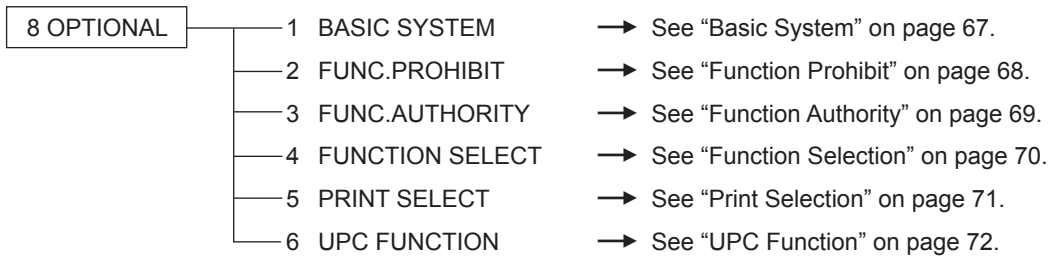 8 OPTIONAL 1 BASIC SYSTEM See “Basic System” on page 67.
2 FUNC.PROHIBIT See “Function Prohibit” on page 68.
3 FUNC.AUTHORITY See “Function Authority” on page 69.
4 FUNCTION SELECT See “Function Selection” on page 70.
5 PRINT SELECT See “Print Selection” on page 71.
6 UPC FUNCTION See “UPC Function” on page 72.